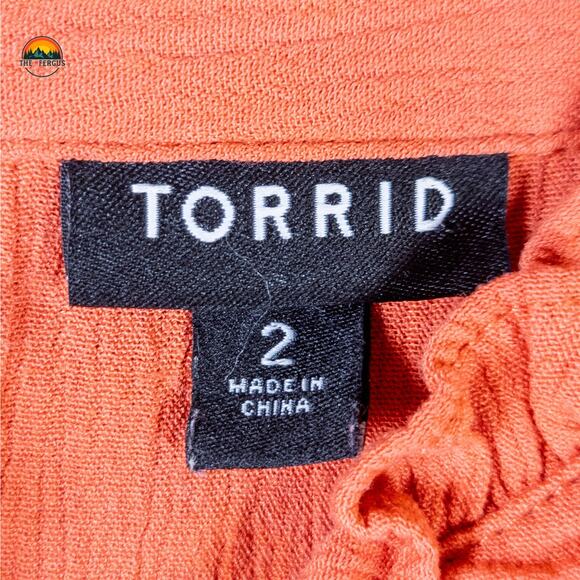 THE FERGUS
TORRID
2
MADE IN
CHINA